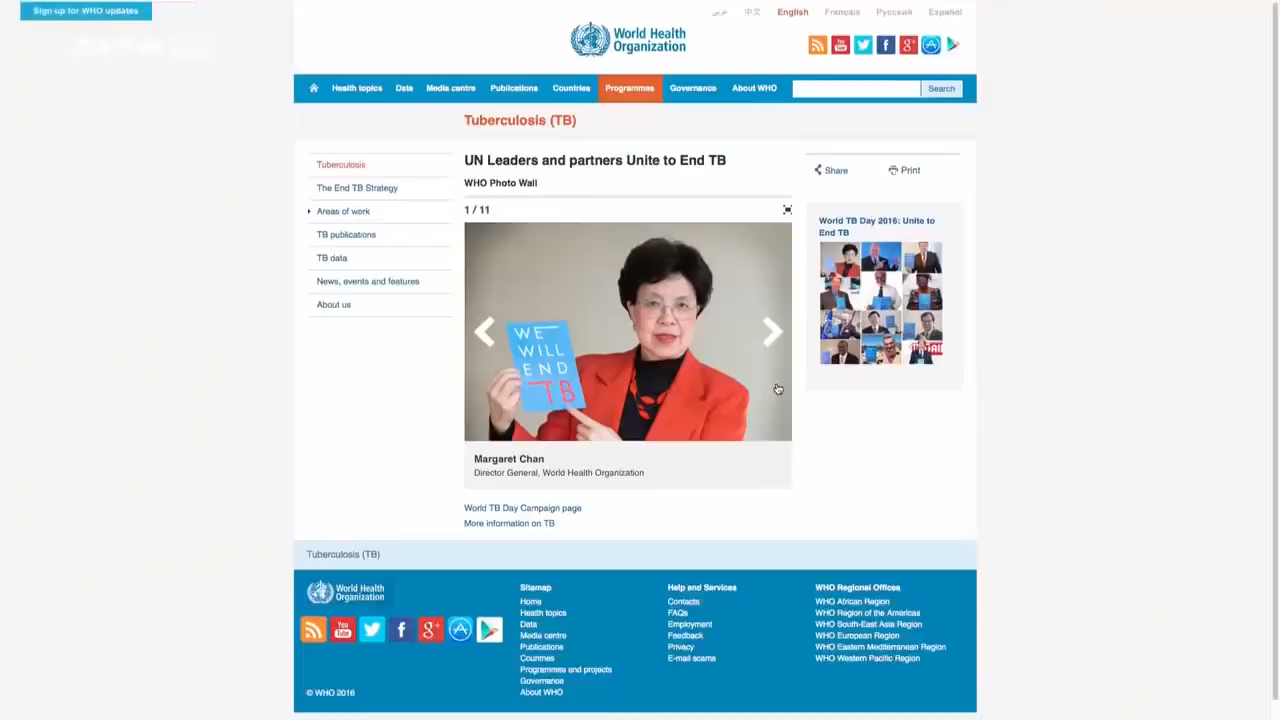 Sign up for WHO updates
عربي 中文 English Français Русский Español
World Health
Organization
Health topics Data Media centre Publications Countries Programmes Governance About WHO Search
Tuberculosis (TB)
Tuberculosis
The End TB Strategy
Areas of work
TB publications
TB data
News, events and features
About us
UN Leaders and partners Unite to End TB
WHO Photo Wall
1 / 11
WE
WILL
END
TB
Margaret Chan
Director General, World Health Organization
World TB Day Campaign page
More information on TB
Share Print
World TB Day 2016: Unite to
End TB
Tuberculosis (TB)
World Health
Organization
You
Tube
© WHO 2016
Sitemap
Home
Health topics
Data
Media centre
Publications
Countries
Programmes and projects
Governance
About WHO
Help and Services
Contacts
FAQs
Employment
Feedback
Privacy
E-mail scams
WHO Regional Offices
WHO African Region
WHO Region of the Americas
WHO South-East Asia Region
WHO European Region
WHO Eastern Mediterranean Region
WHO Western Pacific Region